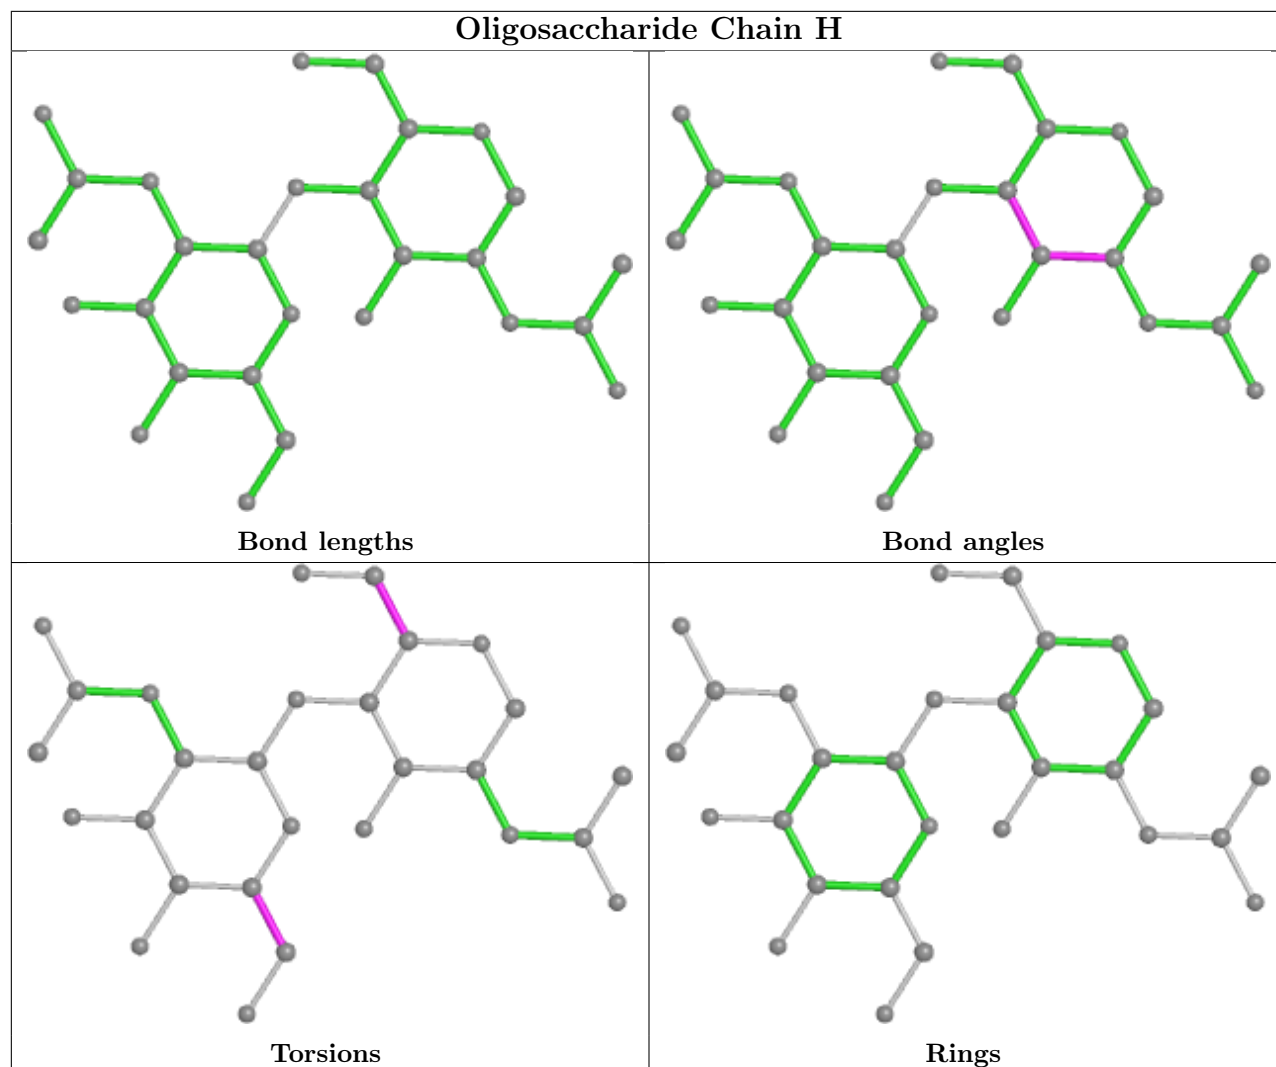 Oligosaccharide Chain H
Bond lengths
Bond angles
Torsions
Rings